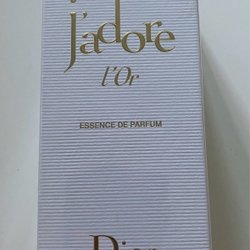 j'adore
l'Or
ESSENCE DE PARFUM
Dior